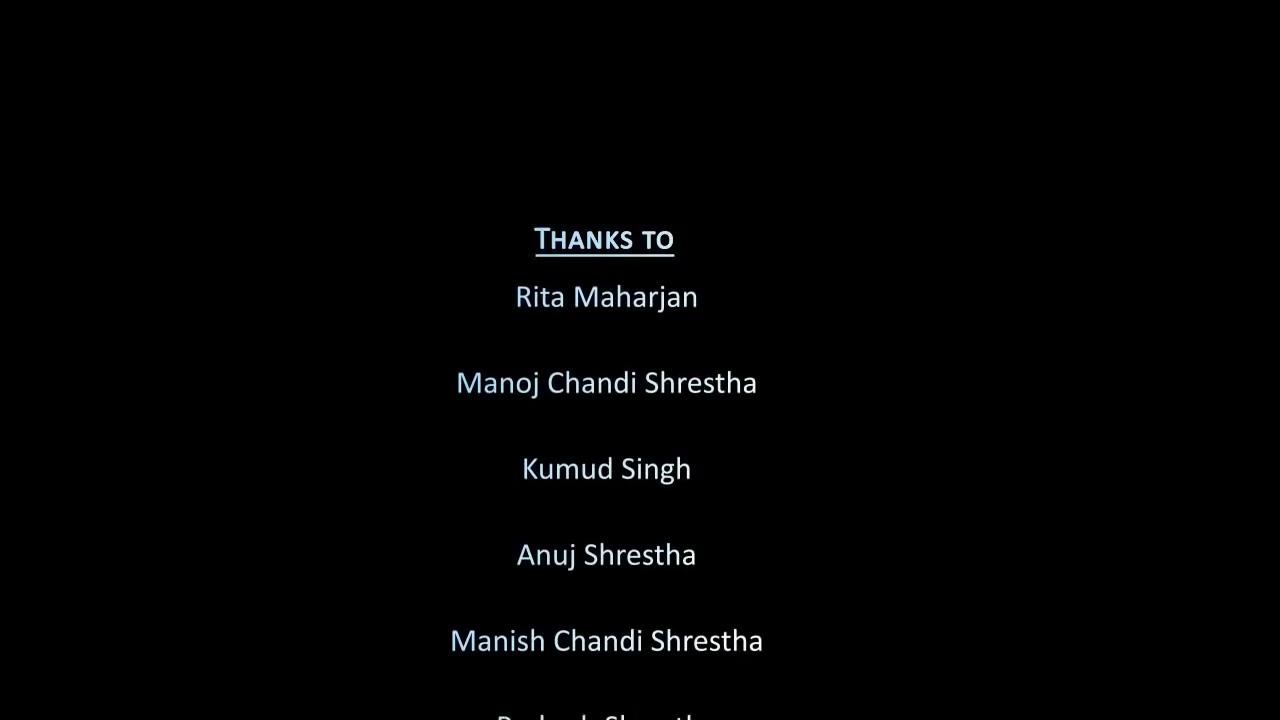 Thanks to
Rita Maharjan
Manoj Chandi Shrestha
Kumud Singh
Anuj Shrestha
Manish Chandi Shrestha